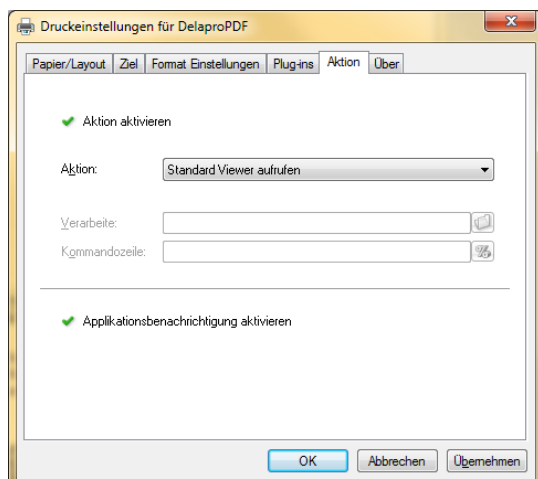 Druckeinstellungen für DelaproPDF
Papier/Layout Ziel Format Einstellungen Plug-ins Aktion Über
Aktion aktivieren
Aktion: Standard Viewer aufrufen
Verarbeite:
Kommandozeile:
Applikationsbenachrichtigung aktivieren
OK Abbrechen Übernehmen